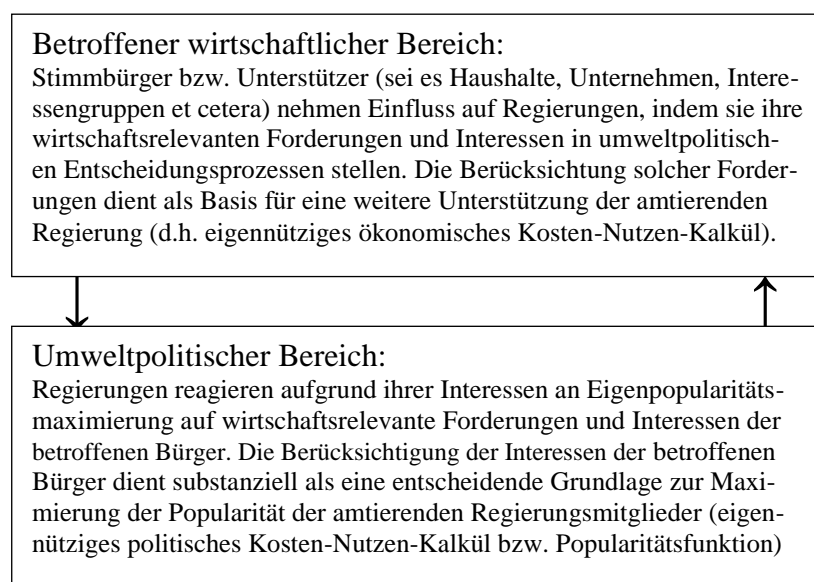 Betroffener wirtschaftlicher Bereich:
Stimmbürger bzw. Unterstützer (sei es Haushalte, Unternehmen, Intere-
ssengruppen et cetera) nehmen Einfluss auf Regierungen, indem sie ihre
wirtschaftsrelevanten Forderungen und Interessen in umweltpolitisch-
en Entscheidungsprozessen stellen. Die Berücksichtung solcher Forder-
ungen dient als Basis für eine weitere Unterstützung der amtierenden
Regierung (d.h. eigennütziges ökonomisches Kosten-Nutzen-Kalkül).
Umweltpolitischer Bereich:
Regierungen reagieren aufgrund ihrer Interessen an Eigenpopularitäts-
maximierung auf wirtschaftsrelevante Forderungen und Interessen der
betroffenen Bürger. Die Berücksichtigung der Interessen der betroffenen
Bürger dient substanziell als eine entscheidende Grundlage zur Maxi-
mierung der Popularität der amtierenden Regierungsmitglieder (eigen-
nütziges politisches Kosten-Nutzen-Kalkül bzw. Popularitätsfunktion)